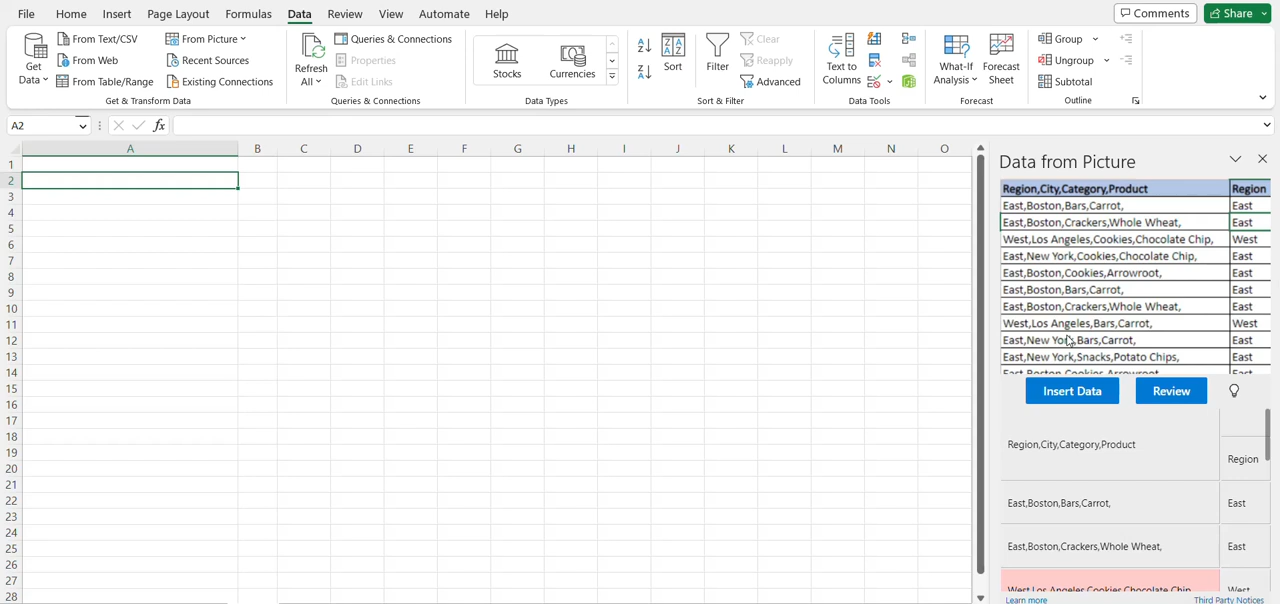 File Home Insert Page Layout Formulas Data Review View Automate Help Comments Share
Get Data From Text/CSV From Picture
From Web Recent Sources
From Table/Range Existing Connections
Get & Transform Data
Refresh All Queries & Connections
Properties
Edit Links
Queries & Connections
Stocks Currencies
Data Types
Sort
Filter Clear
Reapply
Advanced
Sort & Filter
Text to Columns
Data Tools
What-If Analysis Forecast Sheet
Forecast
Group
Ungroup
Subtotal
Outline
A2 fx
A B C D E F G H I J K L M N O
1
2
3
4
5
6
7
8
9
10
11
12
13
14
15
16
17
18
19
20
21
22
23
24
25
26
27
28
Data from Picture
Region,City,Category,Product Region
East,Boston,Bars,Carrot, East
East,Boston,Crackers,Whole Wheat, East
West,Los Angeles,Cookies,Chocolate Chip, West
East,New York,Cookies,Chocolate Chip, East
East,Boston,Cookies,Arrowroot, East
East,Boston,Bars,Carrot, East
East,Boston,Crackers,Whole Wheat, East
West,Los Angeles,Bars,Carrot, West
East,New York,Bars,Carrot, East
East,New York,Snacks,Potato Chips, East
East,Boston,Cookies,Arrowroot, East
Insert Data Review
Region,City,Category,Product Region
East,Boston,Bars,Carrot, East
East,Boston,Crackers,Whole Wheat, East
West,Los Angeles,Cookies,Chocolate Chip, West
Learn more Third Party Notices